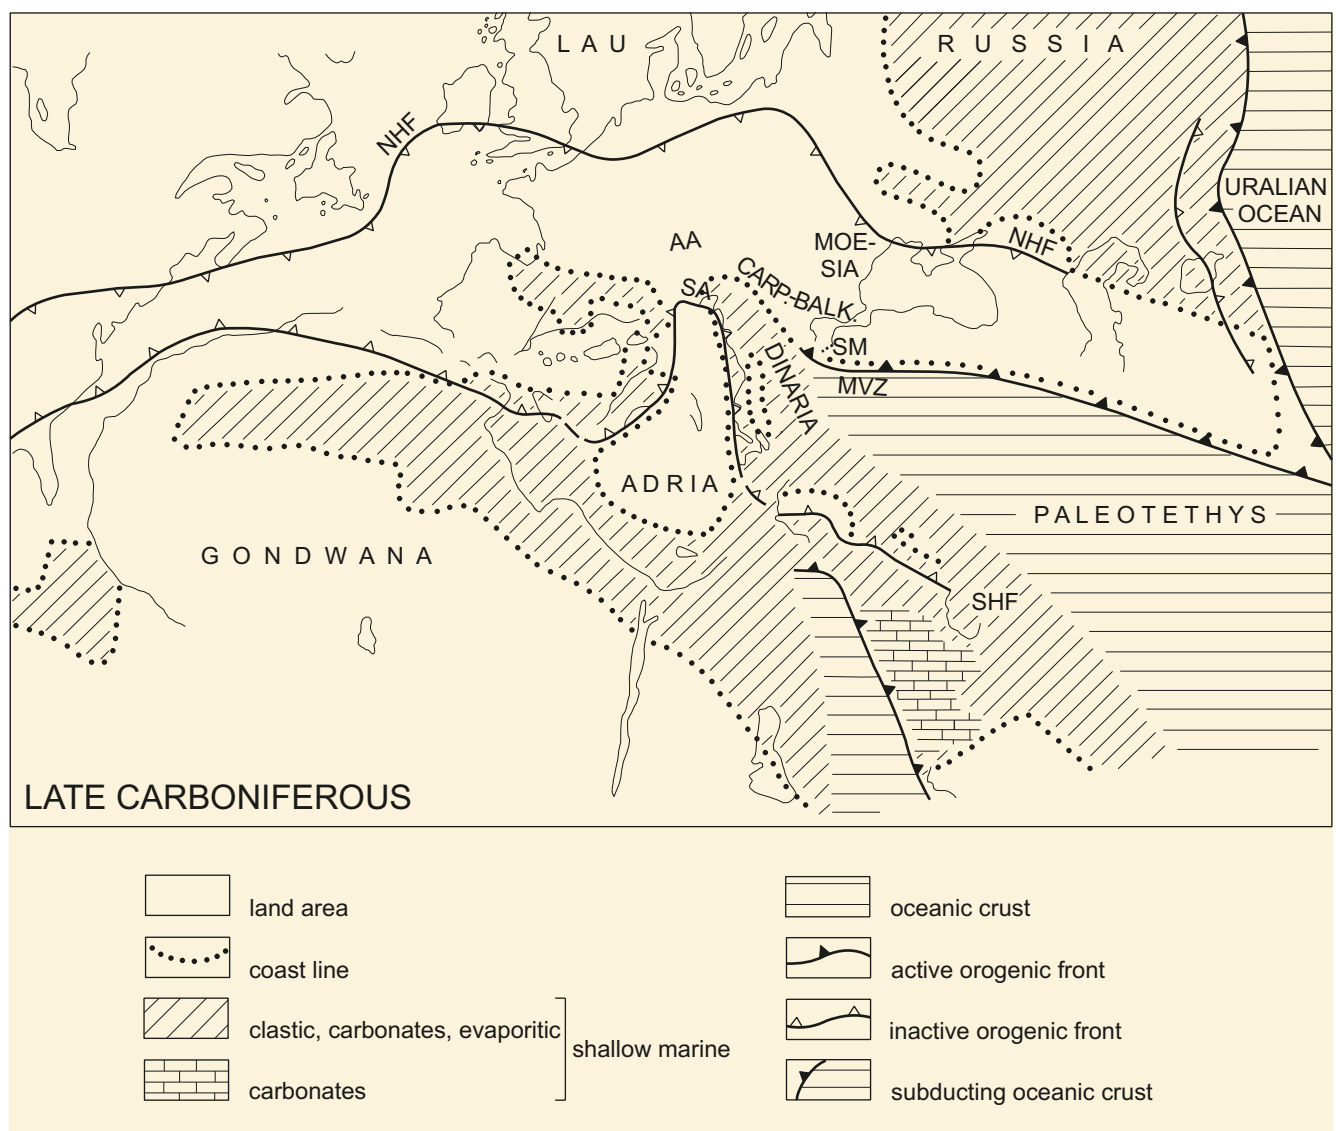 LAU
RUSSIA
NHF
URALIAN
OCEAN
AA
MOE-
SIA
NHF
SA
CARP.-BALK.
SM
DINARIA
MVZ
ADRIA
PALEOTETHYS
GONDWANA
SHF
LATE CARBONIFEROUS
land area
coast line
clastic, carbonates, evaporitic
shallow marine
carbonates
oceanic crust
active orogenic front
inactive orogenic front
subducting oceanic crust